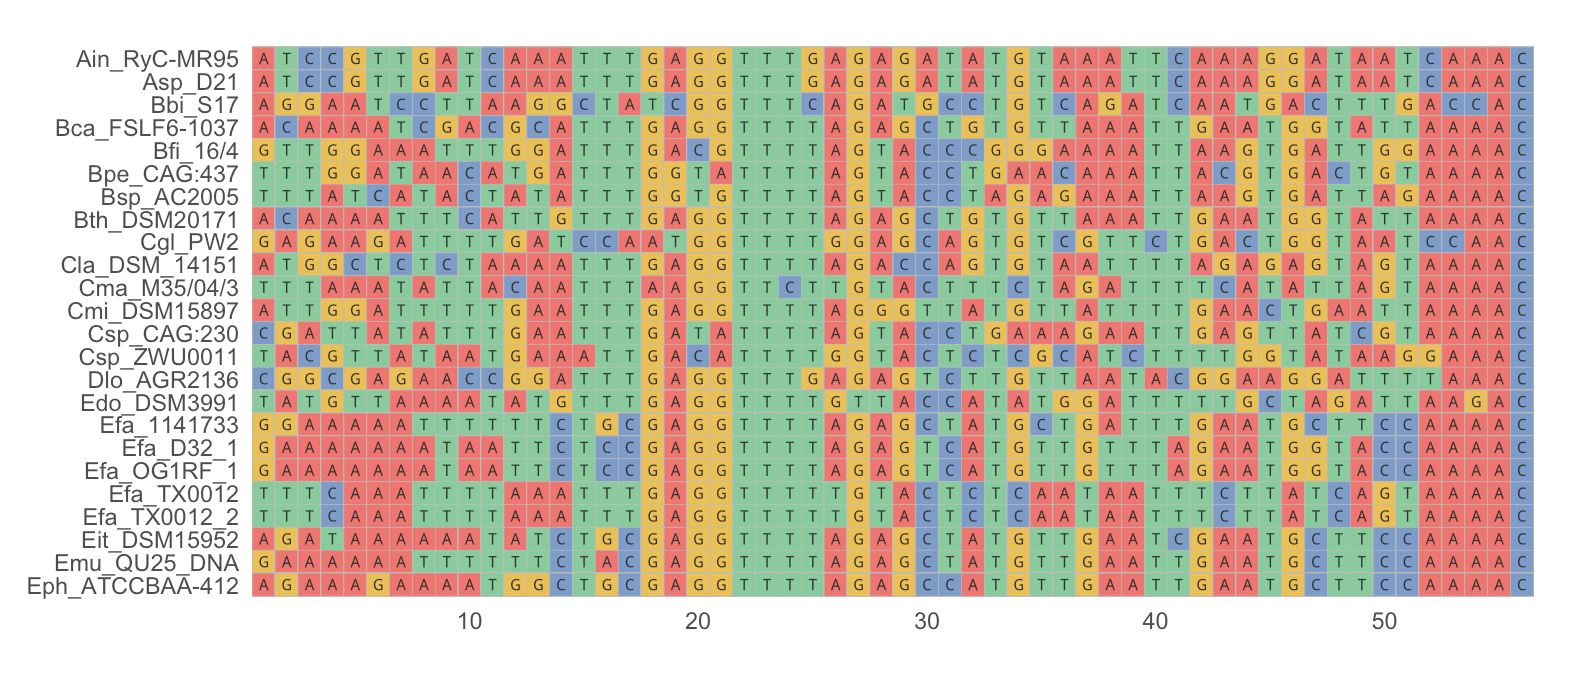 Ain_RyC-MR95 A T C C G T T G A T C A A A T T T G A G G T T T G A G A G A T A T G T A A A T T C A A A G G A T A A T C A A A C
Asp_D21 A T C C G T T G A T C A A A T T T G A G G T T T G A G A G A T A T G T A A A T T C A A A G G A T A A T C A A A C
Bbi_S17 A G G A A T C C T T A A G G C T A T C G G T T T C A G A T G C C T G T C A G A T C A A T G A C T T T G A C C A C
Bca_FSLF6-1037 A C A A A A T C G A C G C A T T T G A G G T T T T A G A G C T G T G T T A A A T T G A A T G G T A T T A A A A C
Bfi_16/4 G T T G G A A A T T T G G A T T T G A C G T T T T A G T A C C C G G G A A A A T T A A G T G A T T G G A A A A C
Bpe_CAG:437 T T T G G A T A A C A T G A T T T G G T A T T T T A G T A C C T G A A C A A A T T A C G T G A C T G T A A A A C
Bsp_AC2005 T T T A T C A T A C T A T A T T T G G T G T T T T A G T A C C T A G A G A A A T T A A G T G A T T A G A A A A C
Bth_DSM20171 A C A A A A T T T C A T T G T T T G A G G T T T T A G A G C T G T G T T A A A T T G A A T G G T A T T A A A A C
Cgl_PW2 G A G A A G A T T T T G A T C C A A T G G T T T T G G A G C A G T G T C G T T C T G A C T G G T A A T C C A A C
Cla_DSM_14151 A T G G C T C T C T A A A A T T T G A G G T T T T A G A C C A G T G T A A T T T T A G A G A G T A G T A A A A C
Cma_M35/04/3 T T T A A A T A T T A C A A T T T A A G G T T C T T G T A C T T T C T A G A T T T T C A T A T T A G T A A A A C
Cmi_DSM15897 A T T G G A T T T T T G A A T T T G A G G T T T T A G G G T T A T G T T A T T T T G A A C T G A A T T A A A A C
Csp_CAG:230 C G A T T A T A T T T G A A T T T G A T A T T T T A G T A C C T G A A A G A A T T G A G T T A T C G T A A A A C
Csp_ZWU0011 T A C G T T A T A A T G A A A T T G A C A T T T T G G T A C T C T C G C A T C T T T T G G T A T A A G G A A A C
Dlo_AGR2136 C G G C G A G A A C C G G A T T T G A G G T T T G A G A G T C T T G T T A A T A C G G A A G G A T T T T A A A C
Edo_DSM3991 T A T G T T A A A A T A T G T T T G A G G T T T T G T T A C C A T A T G G A T T T T T G C T A G A T T A A G A C
Efa_1141733 G G A A A A A T T T T T T C T G C G A G G T T T T A G A G C T A T G C T G A T T T G A A T G C T T C C A A A A C
Efa_D32_1 G A A A A A A A T A A T T C T C C G A G G T T T T A G A G T C A T G T T G T T T A G A A T G G T A C C A A A A C
Efa_OG1RF_1 G A A A A A A A T A A T T C T C C G A G G T T T T A G A G T C A T G T T G T T T A G A A T G G T A C C A A A A C
Efa_TX0012 T T T C A A A T T T T A A A T T T G A G G T T T T T G T A C T C T C A A T A A T T T C T T A T C A G T A A A A C
Efa_TX0012_2 T T T C A A A T T T T A A A T T T G A G G T T T T T G T A C T C T C A A T A A T T T C T T A T C A G T A A A A C
Eit_DSM15952 A G A T A A A A A A T A T C T G C G A G G T T T T A G A G C T A T G T T G A A T C G A A T G C T T C C A A A A C
Emu_QU25_DNA G A A A A A A T T T T T T C T A C G A G G T T T T A G A G C T A T G T T G A A T T G A A T G C T T C C A A A A C
Eph_ATCCBAA-412 A G A A A G A A A A T G G C T G C G A G G T T T T A G A G C C A T G T T G A A T T G A A T G C T T C C A A A A C
10 20 30 40 50